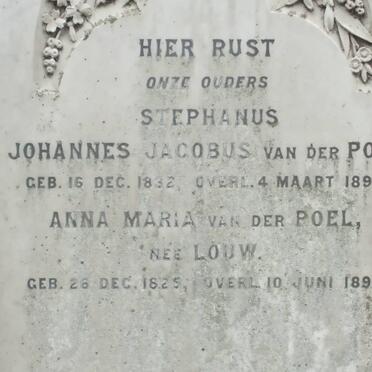 HIER RUST
ONZE OUDERS
STEPHANUS
JOHANNES JACOBUS VAN DER PO
GEB. 16 DEC. 1832, OVERL. 4 MAART 189
ANNA MARIA VAN DER POEL,
NEE LOUW.
GEB. 28 DEC. 1825, OVERL. 10 JUNI 189